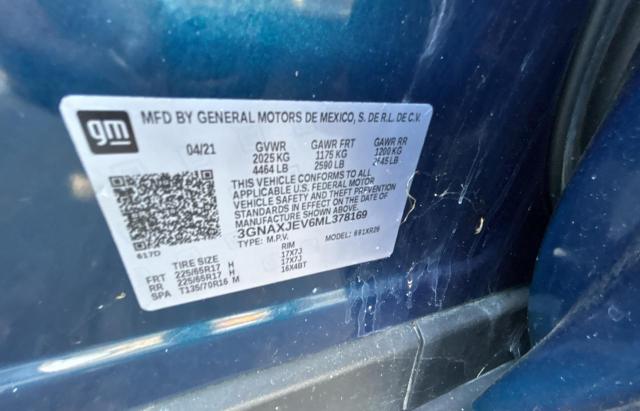 gm MFD BY GENERAL MOTORS DE MEXICO, S. DE R.L. DE C.V.
04/21 GVWR GAWR FRT GAWR RR
2025 KG 1175 KG 1200 KG
4464 LB 2590 LB 2645 LB
THIS VEHICLE CONFORMS TO ALL
APPLICABLE U.S. FEDERAL MOTOR
VEHICLE SAFETY AND THEFT PREVENTION
STANDARDS IN EFFECT ON THE DATE OF
MANUFACTURE SHOWN ABOVE.
3GNAXJEV6ML378169
TYPE: M.P.V. MODEL: 
617D
TIRE SIZE RIM
FRT 225/65R17 H 17X7J
RR 225/65R17 H 17X7J
SPA T135/70R16 M 16X4BT